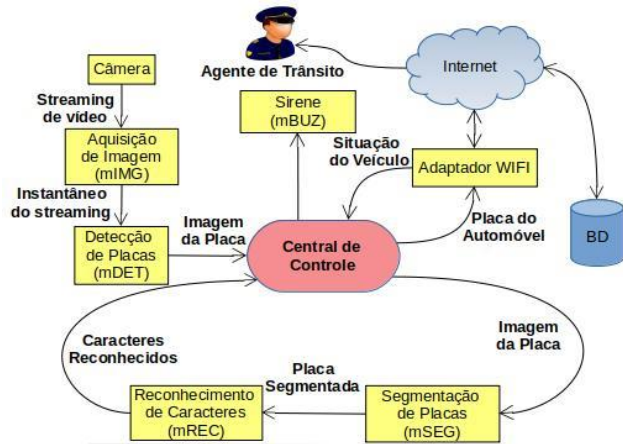 Câmera
Streaming
de vídeo
Aquisição
de Imagem
(mIMG)
Instantâneo
do streaming
Detecção
de Placas
(mDET)
Imagem
da Placa
Agente de Trânsito
Sirene
(mBUZ)
Internet
Situação
do Veículo
Adaptador WIFI
Placa do
Automóvel
BD
Central de
Controle
Imagem
da Placa
Segmentação
de Placas
(mSEG)
Placa
Segmentada
Reconhecimento
de Caracteres
(mREC)
Caracteres
Reconhecidos